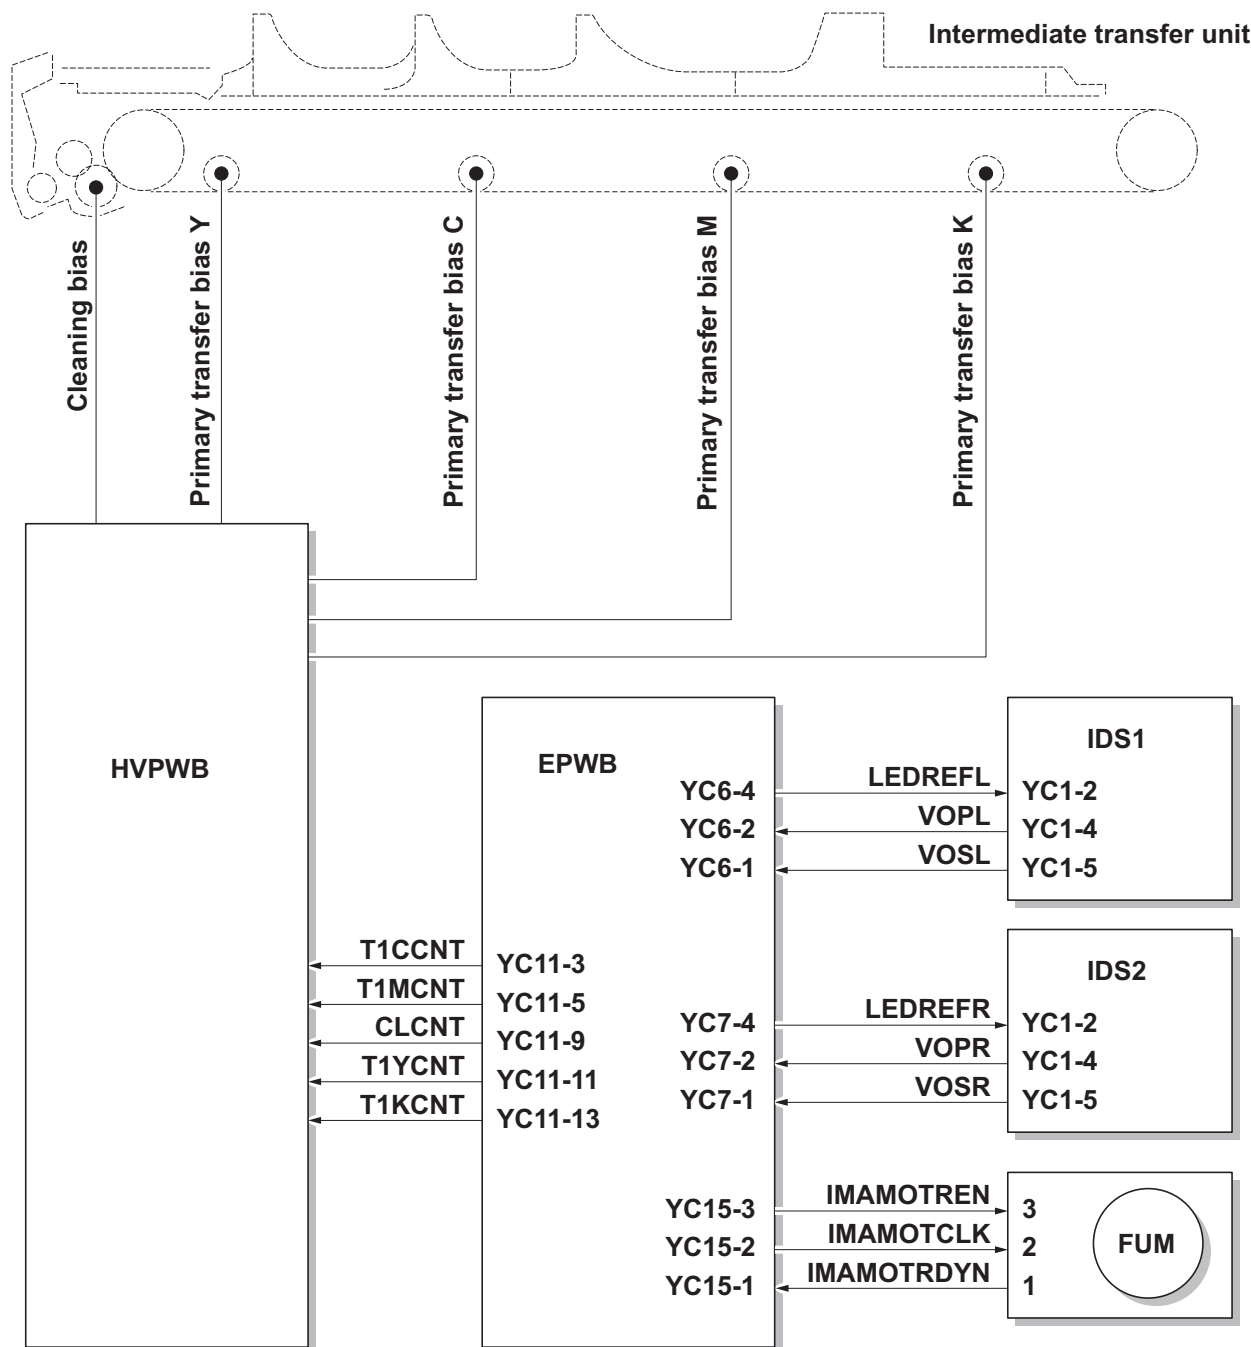 Intermediate transfer unit
Cleaning bias
Primary transfer bias Y
Primary transfer bias C
Primary transfer bias M
Primary transfer bias K
HVPWB
EPWB
IDS1
YC6-4 LEDREFL YC1-2
YC6-2 VOPL YC1-4
YC6-1 VOSL YC1-5
T1CCNT YC11-3
T1MCNT YC11-5
CLCNT YC11-9
T1YCNT YC11-11
T1KCNT YC11-13
IDS2
YC7-4 LEDREFR YC1-2
YC7-2 VOPR YC1-4
YC7-1 VOSR YC1-5
YC15-3 IMAMOTREN 3
YC15-2 IMAMOTCLK 2
YC15-1 IMAMOTRDYN 1
FUM